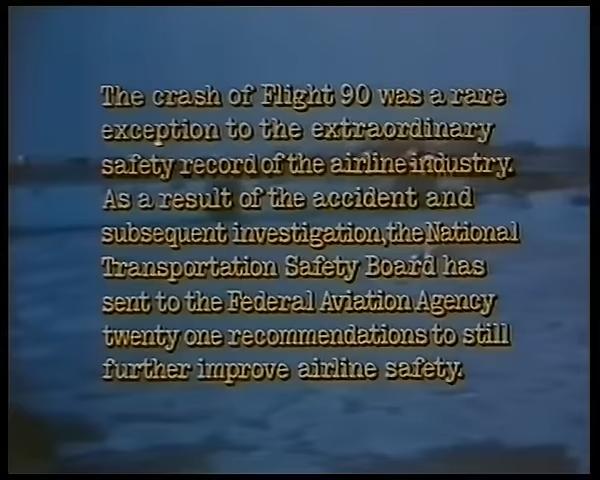 The crash of Flight 90 was a rare
exception to the extraordinary
safety record of the airline industry.
As a result of the accident and
subsequent investigation, the National
Transportation Safety Board has
sent to the Federal Aviation Agency
twenty one recommendations to still
further improve airline safety.